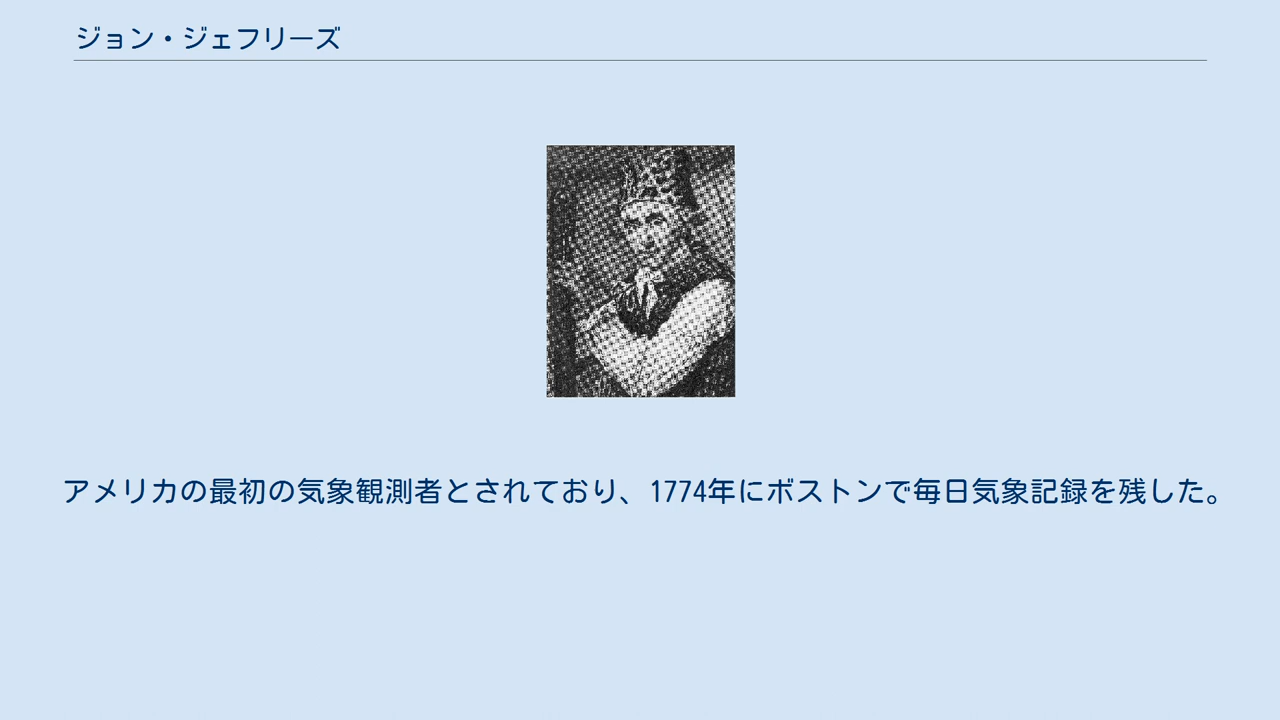 ジョン・ジェフリーズ
アメリカの最初の気象観測者とされており、1774年にボストンで毎日気象記録を残した。